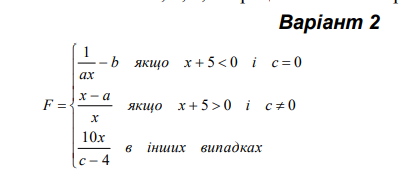 Варіант 2
1/(ax) − b якщо x + 5 < 0 і c = 0
F = { (x − a)/x якщо x + 5 > 0 і c ≠ 0
10x/(c − 4) в інших випадках